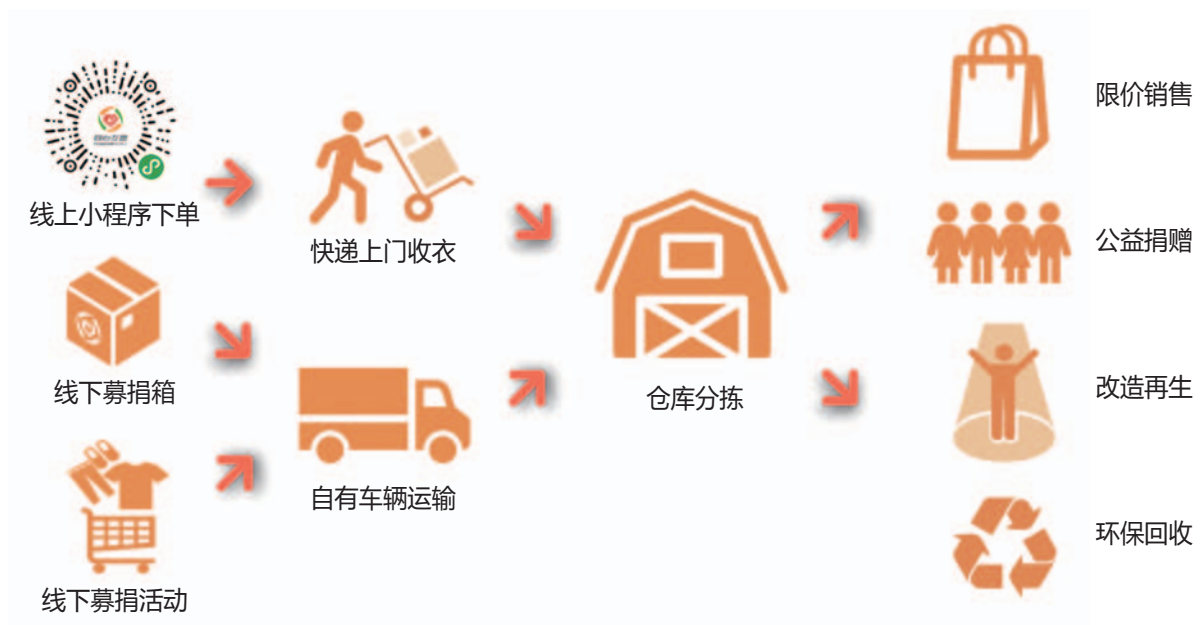 线上小程序下单
快递上门收衣
线下募捐箱
自有车辆运输
线下募捐活动
仓库分拣
限价销售
公益捐赠
改造再生
环保回收